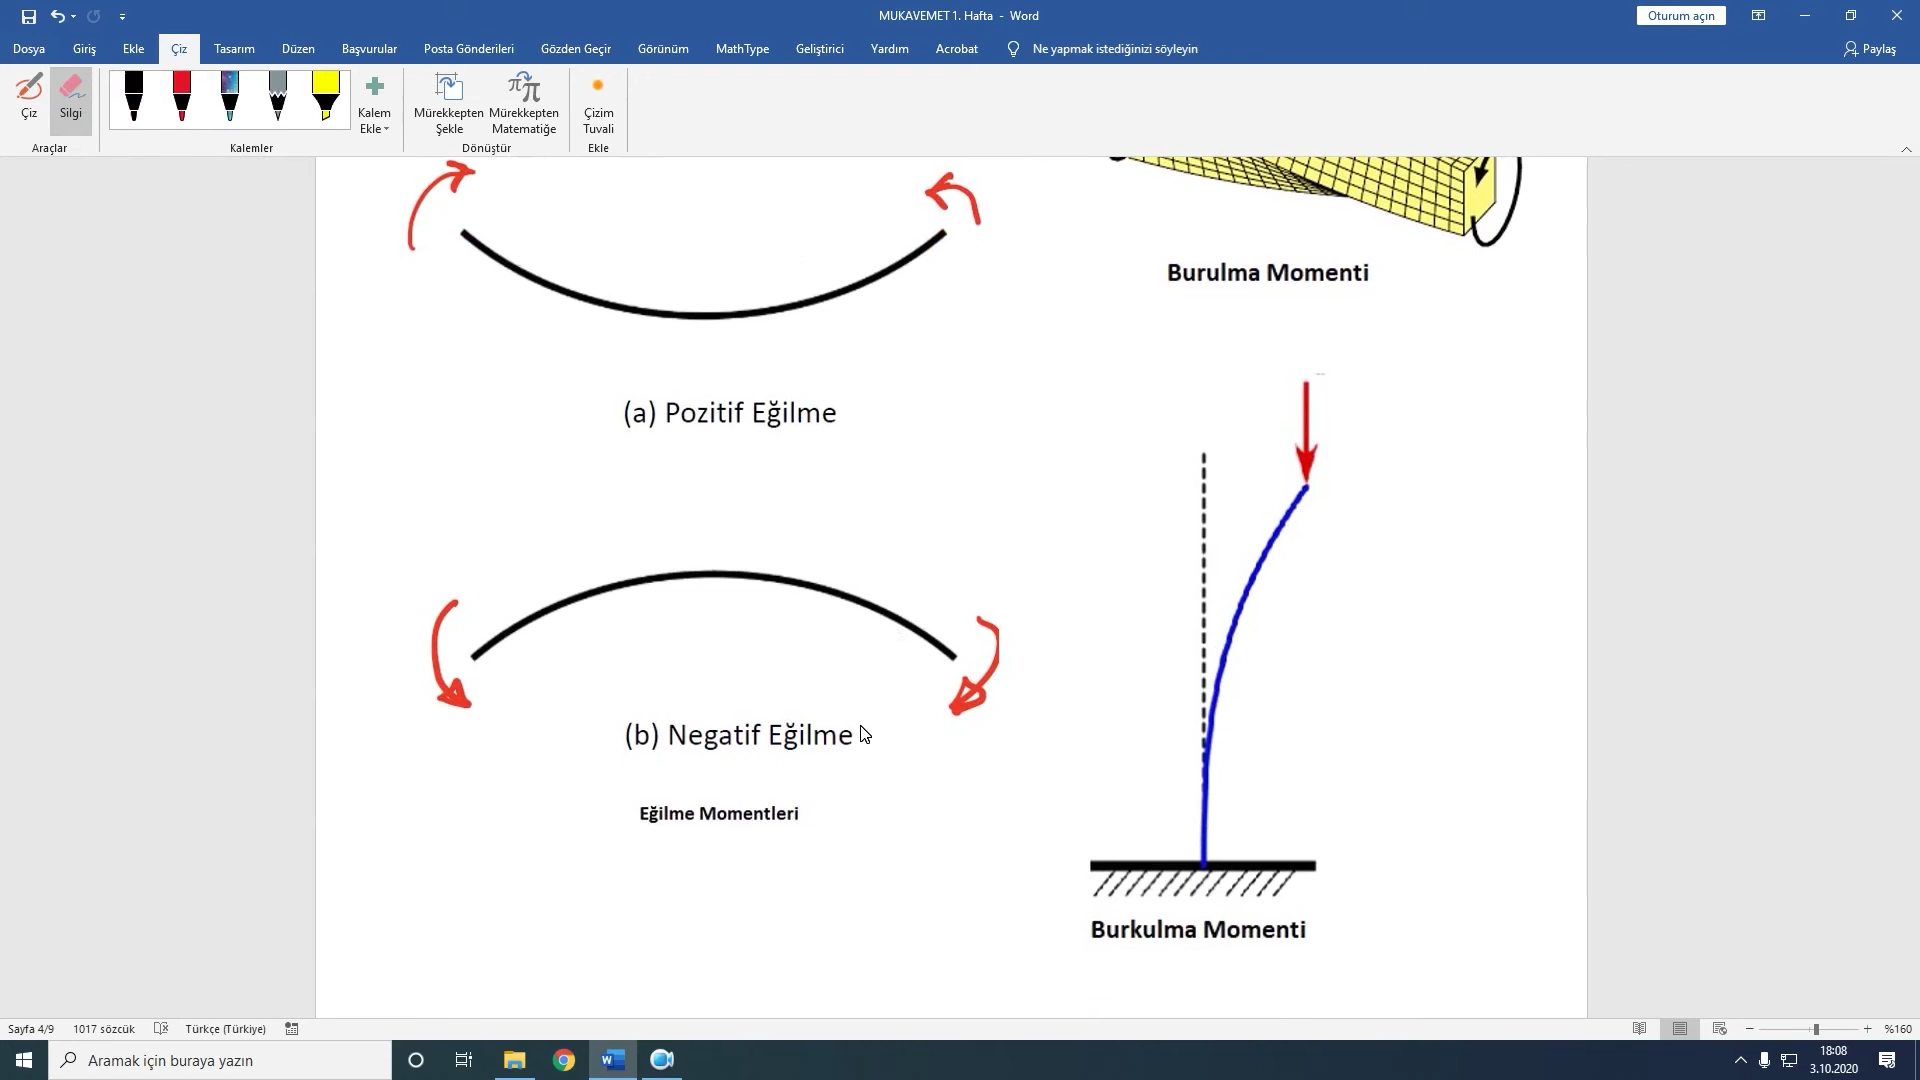 MUKAVEMET 1. Hafta - Word
Oturum açın
Dosya Giriş Ekle Çiz Tasarım Düzen Başvurular Posta Gönderileri Gözden Geçir Görünüm MathType Geliştirici Yardım Acrobat Ne yapmak istediğinizi söyleyin Paylaş
Çiz
Silgi
Kalem
Ekle
Mürekkepten
Şekle
Mürekkepten
Matematiğe
Çizim
Tuvali
Araçlar
Kalemler
Dönüştür
Ekle
Burulma Momenti
(a) Pozitif Eğilme
(b) Negatif Eğilme
Eğilme Momentleri
Burkulma Momenti
Sayfa 4/9 1017 sözcük Türkçe (Türkiye) %160
Aramak için buraya yazın
18:08
3.10.2020